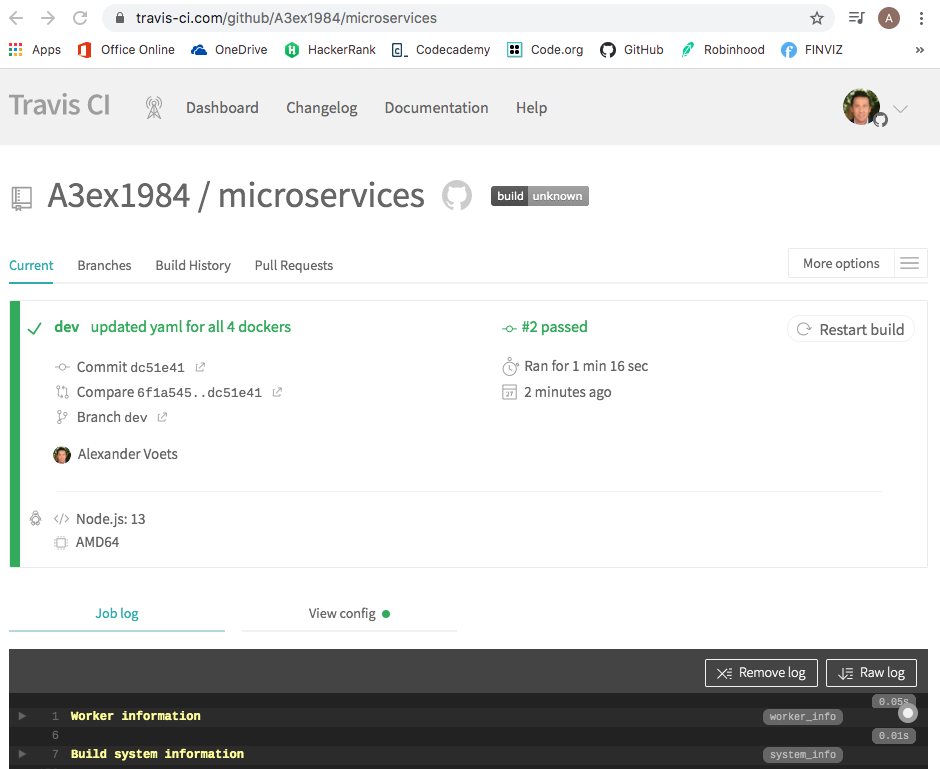 travis-ci.com/github/A3ex1984/microservices
A
Apps Office Online OneDrive HackerRank Codecademy Code.org GitHub Robinhood FINVIZ »
Travis CI Dashboard Changelog Documentation Help
A3ex1984 / microservices build unknown
Current Branches Build History Pull Requests More options
dev updated yaml for all 4 dockers #2 passed Restart build
Commit dc51e41 Ran for 1 min 16 sec
Compare 6f1a545..dc51e41 2 minutes ago
Branch dev
Alexander Voets
Node.js: 13
AMD64
Job log View config
Remove log Raw log
0.05s
1 Worker information worker_info
6 0.01s
7 Build system information system_info